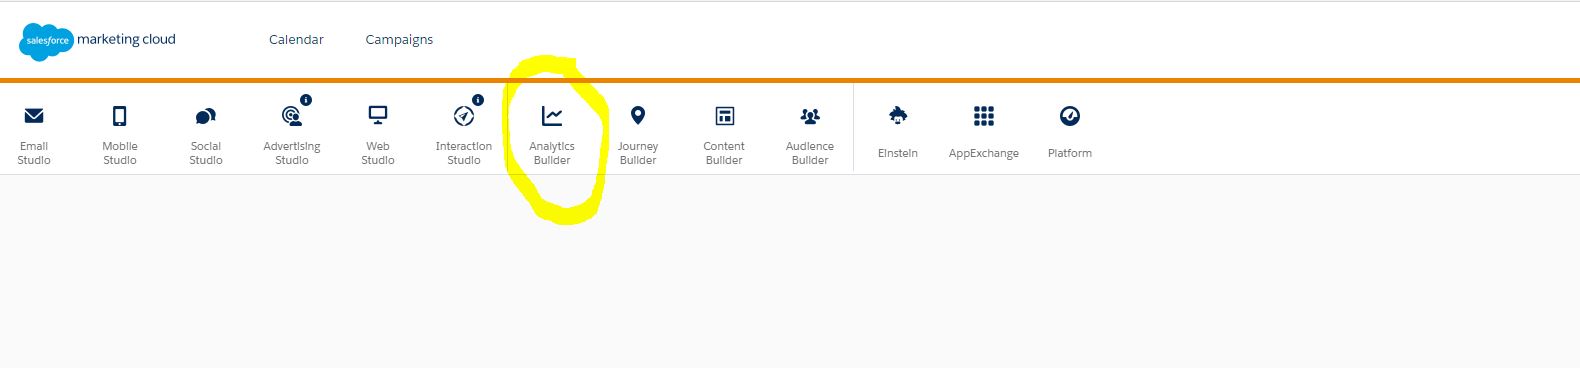 salesforce marketing cloud Calendar Campaigns
i i
Email Studio
Mobile Studio
Social Studio
Advertising Studio
Web Studio
Interaction Studio
Analytics Builder
Journey Builder
Content Builder
Audience Builder
Einstein
AppExchange
Platform